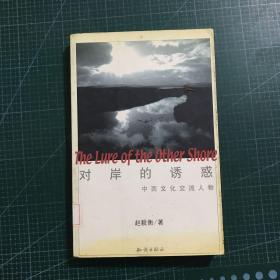 The Lure of the Other Shore
对岸的诱惑
中西文化交流人物
赵毅衡/著
知识出版社